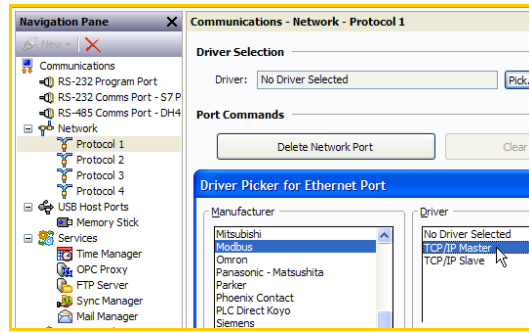 Navigation Pane X
New
Communications
RS-232 Program Port
RS-232 Comms Port - S7 P
RS-485 Comms Port - DH4
Network
Protocol 1
Protocol 2
Protocol 3
Protocol 4
USB Host Ports
Memory Stick
Services
Time Manager
OPC Proxy
FTP Server
Sync Manager
Mail Manager
Communications - Network - Protocol 1
Driver Selection
Driver: No Driver Selected Pick.
Port Commands
Delete Network Port Clear
Driver Picker for Ethernet Port
Manufacturer
Mitsubishi
Modbus
Omron
Panasonic - Matsushita
Parker
Phoenix Contact
PLC Direct Koyo
Siemens
Driver
No Driver Selected
TCP/IP Master
TCP/IP Slave